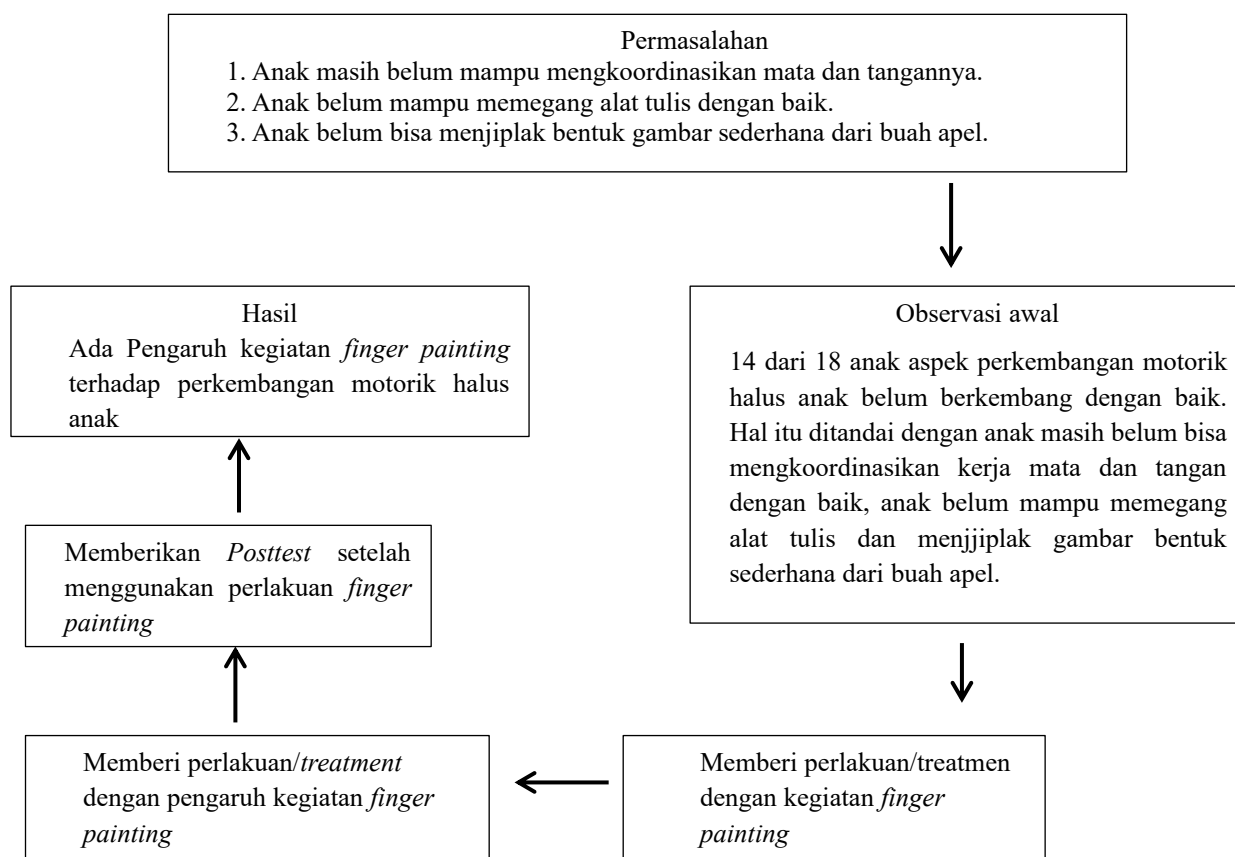 Permasalahan
1. Anak masih belum mampu mengkoordinasikan mata dan tangannya.
2. Anak belum mampu memegang alat tulis dengan baik.
3. Anak belum bisa menjiplak bentuk gambar sederhana dari buah apel.
Observasi awal
14 dari 18 anak aspek perkembangan motorik
halus anak belum berkembang dengan baik.
Hal itu ditandai dengan anak masih belum bisa
mengkoordinasikan kerja mata dan tangan
dengan baik, anak belum mampu memegang
alat tulis dan menjjiplak gambar bentuk
sederhana dari buah apel.
Memberi perlakuan/treatmen
dengan kegiatan finger
painting
Memberi perlakuan/treatment
dengan pengaruh kegiatan finger
painting
Memberikan Posttest setelah
menggunakan perlakuan finger
painting
Hasil
Ada Pengaruh kegiatan finger painting
terhadap perkembangan motorik halus
anak